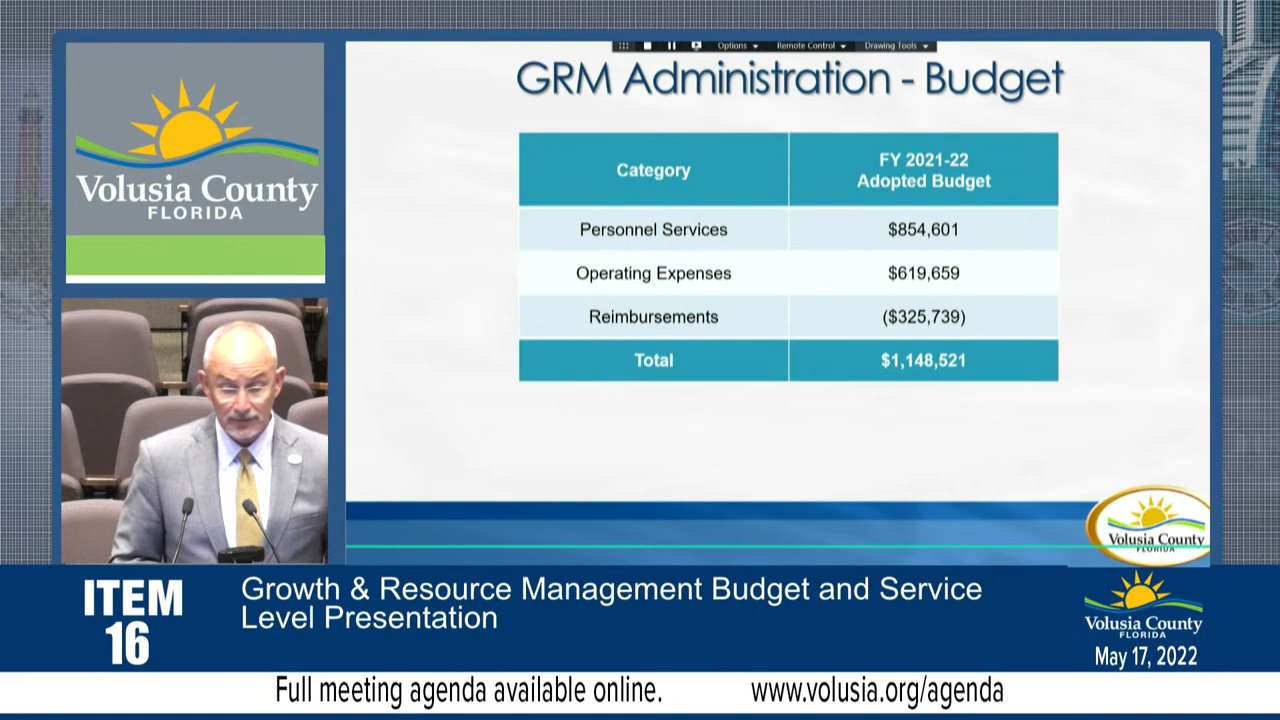 Options
Remote Control
Drawing Tools
GRM Administration - Budget
Category
FY 2021-22
Adopted Budget
Personnel Services
$854,601
Operating Expenses
$619,659
Reimbursements
($325,739)
Total
$1,148,521
Volusia County
FLORIDA
Volusia County
FLORIDA
ITEM
16
Growth & Resource Management Budget and Service
Level Presentation
Volusia County
FLORIDA
May 17, 2022
Full meeting agenda available online.
www.volusia.org/agenda